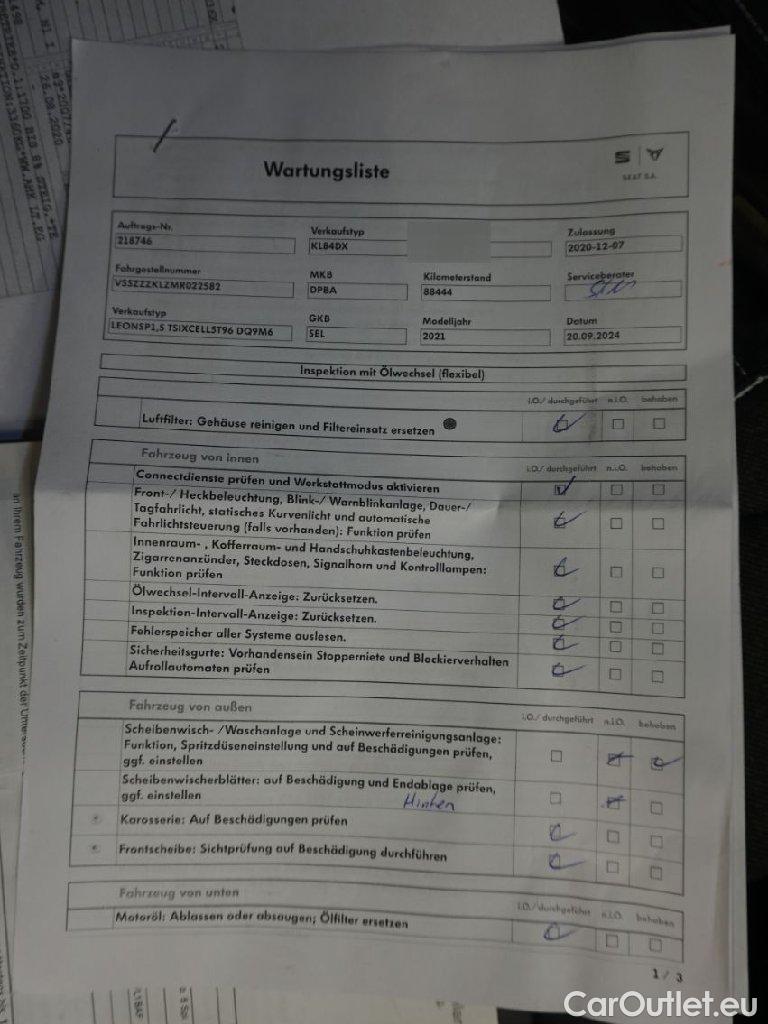 Wartungsliste
SEAT S.A.
Auftrags-Nr.
218746
Verkaufstyp
KL84DX
Zulassung
2020-12-07
Fahrgestellnummer
VSSZZZKLZMR022582
MKB
DPBA
Kilometerstand
88444
Serviceberater
Verkaufstyp
LEONSP1,5 TSIXCELL5T96 DQ9M6
GKB
SEL
Modelljahr
2021
Datum
20.09.2024
Inspektion mit Ölwechsel (flexibel)
i.O./ durchgeführt n.i.O. behoben
Luftfilter: Gehäuse reinigen und Filtereinsatz ersetzen
Fahrzeug von innen
i.O./ durchgeführt n.i.O. behoben
Connectdienste prüfen und Werkstattmodus aktivieren
Front-/ Heckbeleuchtung, Blink-/ Warnblinkanlage, Dauer-/
Tagfahrlicht, statisches Kurvenlicht und automatische
Fahrlichtsteuerung (falls vorhanden): Funktion prüfen
Innenraum- , Kofferraum- und Handschuhkastenbeleuchtung,
Zigarrenanzünder, Steckdosen, Signalhorn und Kontrolllampen:
Funktion prüfen
Ölwechsel-Intervall-Anzeige: Zurücksetzen.
Inspektion-Intervall-Anzeige: Zurücksetzen.
Fehlerspeicher aller Systeme auslesen.
Sicherheitsgurte: Vorhandensein Stopperniete und Blockierverhalten
Aufrollautomaten prüfen
Fahrzeug von außen
i.O./ durchgeführt n.i.O. behoben
Scheibenwisch- /Waschanlage und Scheinwerferreinigungsanlage:
Funktion, Spritzdüseneinstellung und auf Beschädigungen prüfen,
ggf. einstellen
Scheibenwischerblätter: auf Beschädigung und Endablage prüfen,
ggf. einstellen
Hinten
Karosserie: Auf Beschädigungen prüfen
Frontscheibe: Sichtprüfung auf Beschädigung durchführen
Fahrzeug von unten
i.O./ durchgeführt n.i.O. behoben
Motoröl: Ablassen oder absaugen; Ölfilter ersetzen
1 / 3
CarOutlet.eu